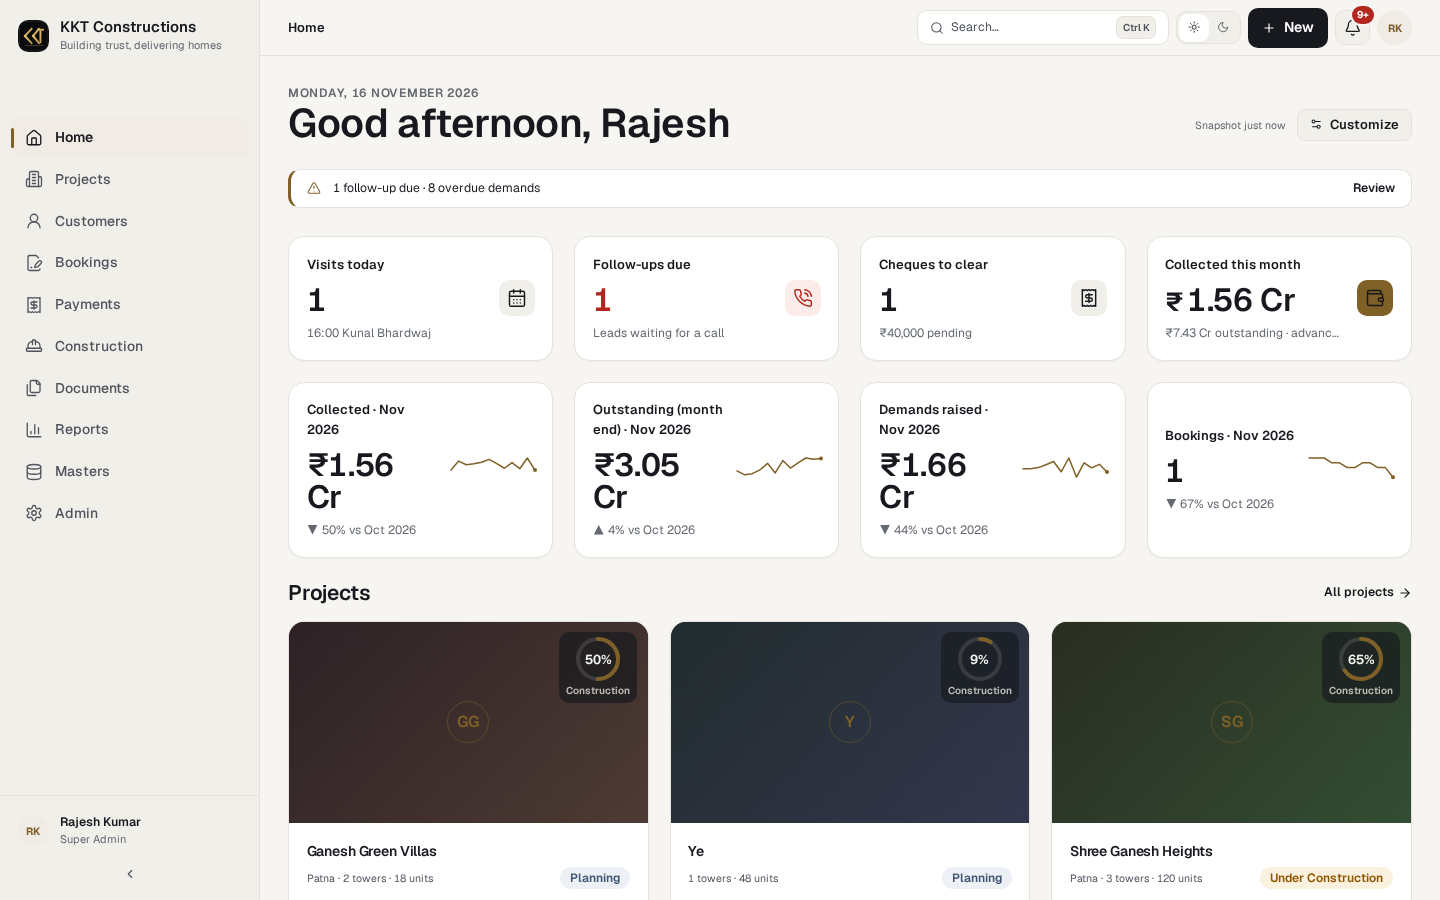 KKT Constructions
Building trust, delivering homes
Home
Projects
Customers
Bookings
Payments
Construction
Documents
Reports
Masters
Admin
Rajesh Kumar
Super Admin
RK
Home
Search...
Ctrl K
New
9+
RK
MONDAY, 16 NOVEMBER 2026
Good afternoon, Rajesh
Snapshot just now
Customize
1 follow-up due · 8 overdue demands
Review
Visits today
1
16:00 Kunal Bhardwaj
Follow-ups due
1
Leads waiting for a call
Cheques to clear
1
₹40,000 pending
Collected this month
₹ 1.56 Cr
₹7.43 Cr outstanding · advanc…
Collected · Nov
2026
₹1.56
Cr
▼ 50% vs Oct 2026
Outstanding (month
end) · Nov 2026
₹3.05
Cr
▲ 4% vs Oct 2026
Demands raised ·
Nov 2026
₹1.66
Cr
▼ 44% vs Oct 2026
Bookings · Nov 2026
1
▼ 67% vs Oct 2026
Projects
All projects →
50%
Construction
GG
Ganesh Green Villas
Patna · 2 towers · 18 units
Planning
9%
Construction
Y
Ye
1 towers · 48 units
Planning
65%
Construction
SG
Shree Ganesh Heights
Patna · 3 towers · 120 units
Under Construction